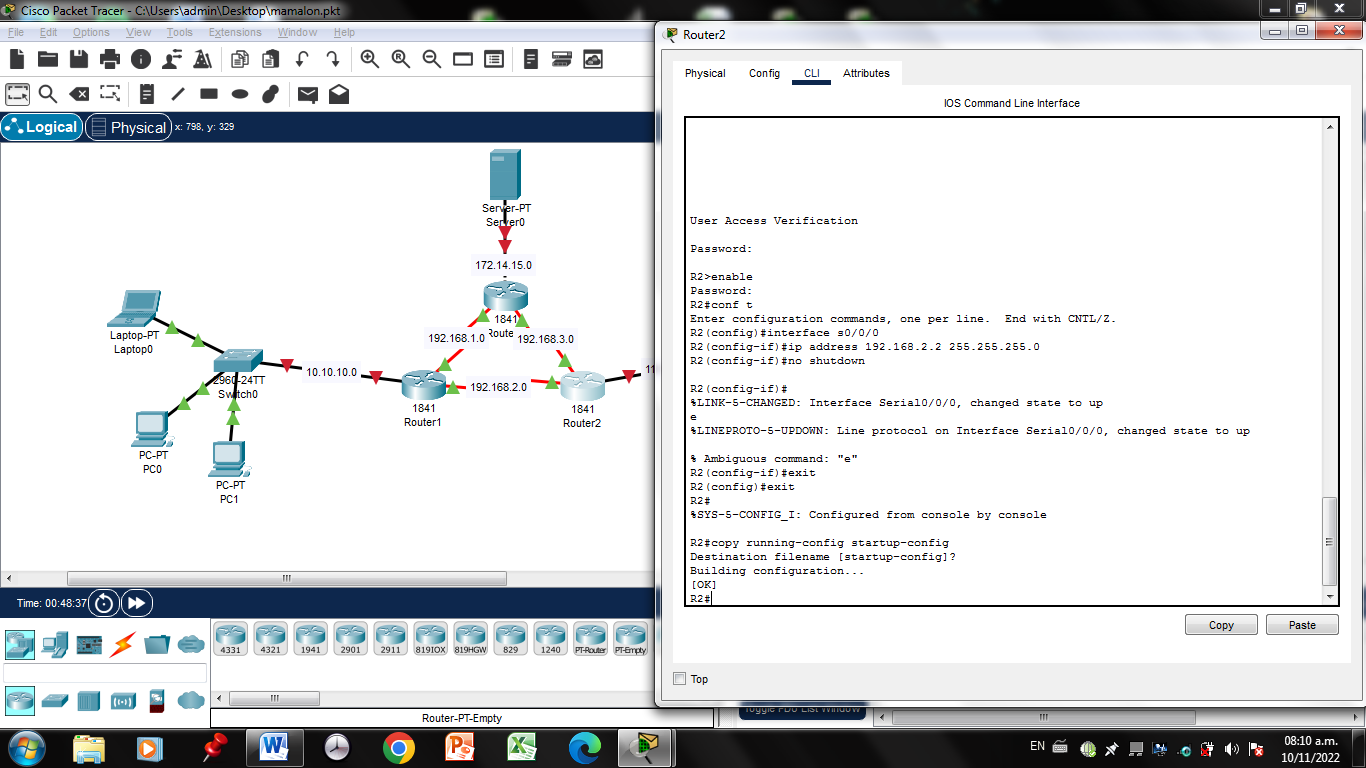 Cisco Packet Tracer - C:\Users\admin\Desktop\mamalon.pkt
File Edit Options View Tools Extensions Window Help
Logical Physical x: 798, y: 329
Server-PT
Server0
172.14.15.0
1841
192.168.1.0
192.168.3.0
Laptop-PT
Laptop0
2960-24TT
Switch0
10.10.10.0
192.168.2.0
1841
Router1
1841
Router2
PC-PT
PC0
PC-PT
PC1
Time: 00:48:37
4331 4321 1941 2901 2911 819IOX 819HGW 829 1240 PT-Router PT-Empty
Router-PT-Empty
Router2
Physical Config CLI Attributes
IOS Command Line Interface
User Access Verification
Password:
R2>enable
Password:
R2#conf t
Enter configuration commands, one per line.  End with CNTL/Z.
R2(config)#interface s0/0/0
R2(config-if)#ip address 192.168.2.2 255.255.255.0
R2(config-if)#no shutdown
R2(config-if)#
%LINK-5-CHANGED: Interface Serial0/0/0, changed state to up
e
%LINEPROTO-5-UPDOWN: Line protocol on Interface Serial0/0/0, changed state to up
% Ambiguous command: "e"
R2(config-if)#exit
R2(config)#exit
R2#
%SYS-5-CONFIG_I: Configured from console by console
R2#copy running-config startup-config
Destination filename [startup-config]?
Building configuration...
[OK]
R2#
Copy Paste
Top
Toggle PDU List Window
EN
08:10 a.m.
10/11/2022